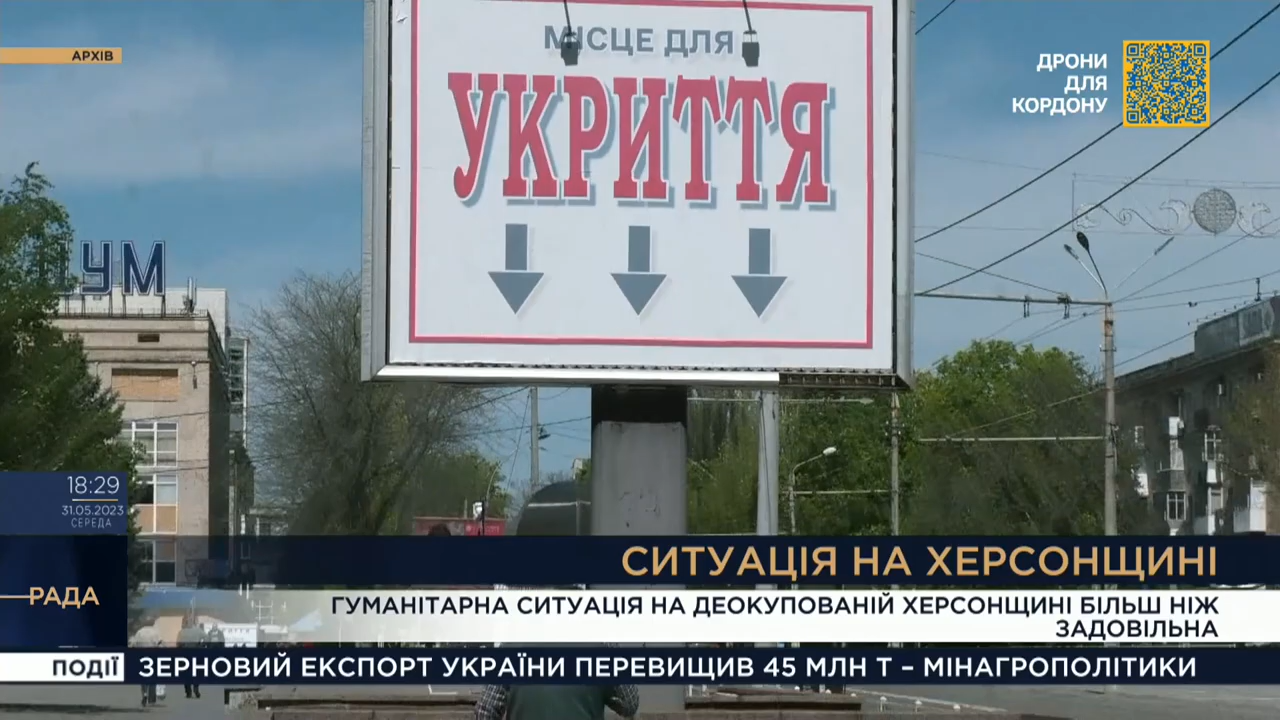 АРХІВ
МІСЦЕ ДЛЯ
УКРИТТЯ
ДРОНИ
ДЛЯ
КОРДОНУ
ЦУМ
18:29
31.05.2023
СЕРЕДА
РАДА
СИТУАЦІЯ НА ХЕРСОНЩИНІ
ГУМАНІТАРНА СИТУАЦІЯ НА ДЕОКУПОВАНІЙ ХЕРСОНЩИНІ БІЛЬШ НІЖ
ЗАДОВІЛЬНА
ПОДІЇ ЗЕРНОВИЙ ЕКСПОРТ УКРАЇНИ ПЕРЕВИЩИВ 45 МЛН Т – МІНАГРОПОЛІТИКИ